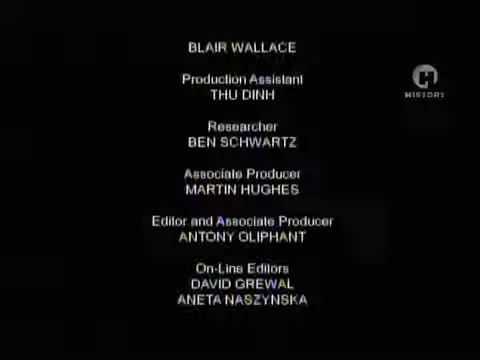 BLAIR WALLACE
Production Assistant
THU DINH
H
HISTORY
Researcher
BEN SCHWARTZ
Associate Producer
MARTIN HUGHES
Editor and Associate Producer
ANTONY OLIPHANT
On-Line Editors
DAVID GREWAL
ANETA NASZYNSKA